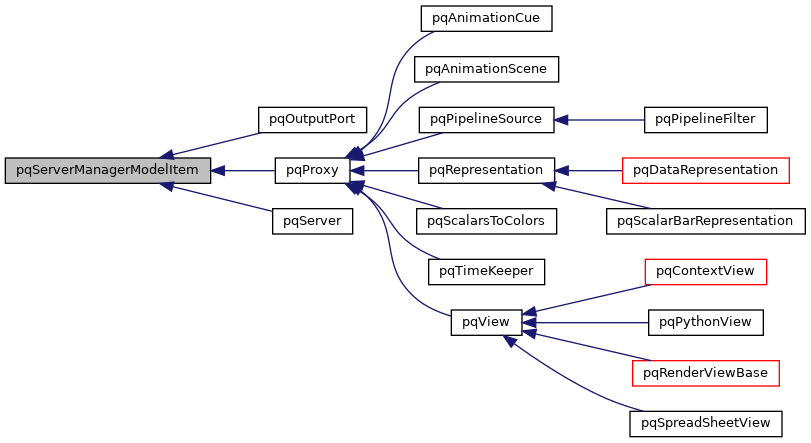 pqAnimationCue
pqAnimationScene
pqOutputPort
pqPipelineSource
pqPipelineFilter
pqServerManagerModelItem
pqProxy
pqRepresentation
pqDataRepresentation
pqServer
pqScalarsToColors
pqScalarBarRepresentation
pqTimeKeeper
pqContextView
pqView
pqPythonView
pqRenderViewBase
pqSpreadSheetView